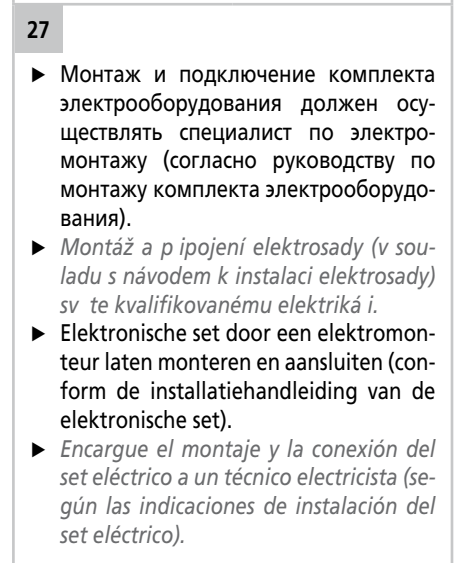 27
▶ Монтаж и подключение комплекта
электрооборудования должен осу-
ществлять специалист по электро-
монтажу (согласно руководству по
монтажу комплекта электрооборудо-
вания).
▶ Montáž a p ipojení elektrosady (v sou-
ladu s návodem k instalaci elektrosady)
sv te kvalifikovanému elektriká i.
▶ Elektronische set door een elektromon-
teur laten monteren en aansluiten (con-
form de installatiehandleiding van de
elektronische set).
▶ Encargue el montaje y la conexión del
set eléctrico a un técnico electricista (se-
gún las indicaciones de instalación del
set eléctrico).